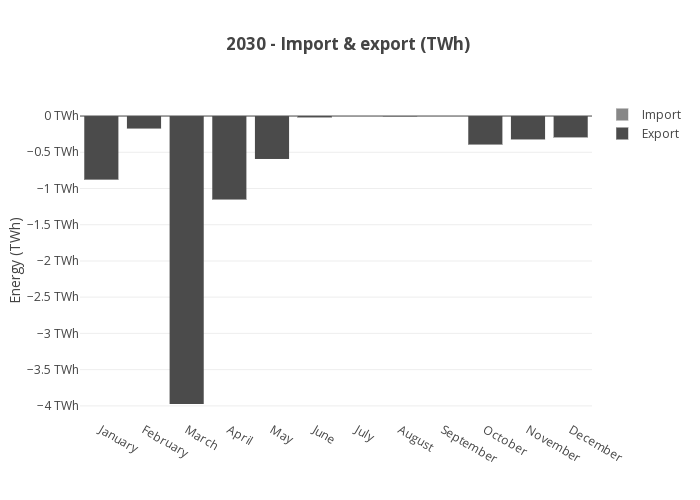 2030 - Import & export (TWh)
Import
Export
Energy (TWh)
0 TWh
−0.5 TWh
−1 TWh
−1.5 TWh
−2 TWh
−2.5 TWh
−3 TWh
−3.5 TWh
−4 TWh
January
February
March
April
May
June
July
August
September
October
November
December